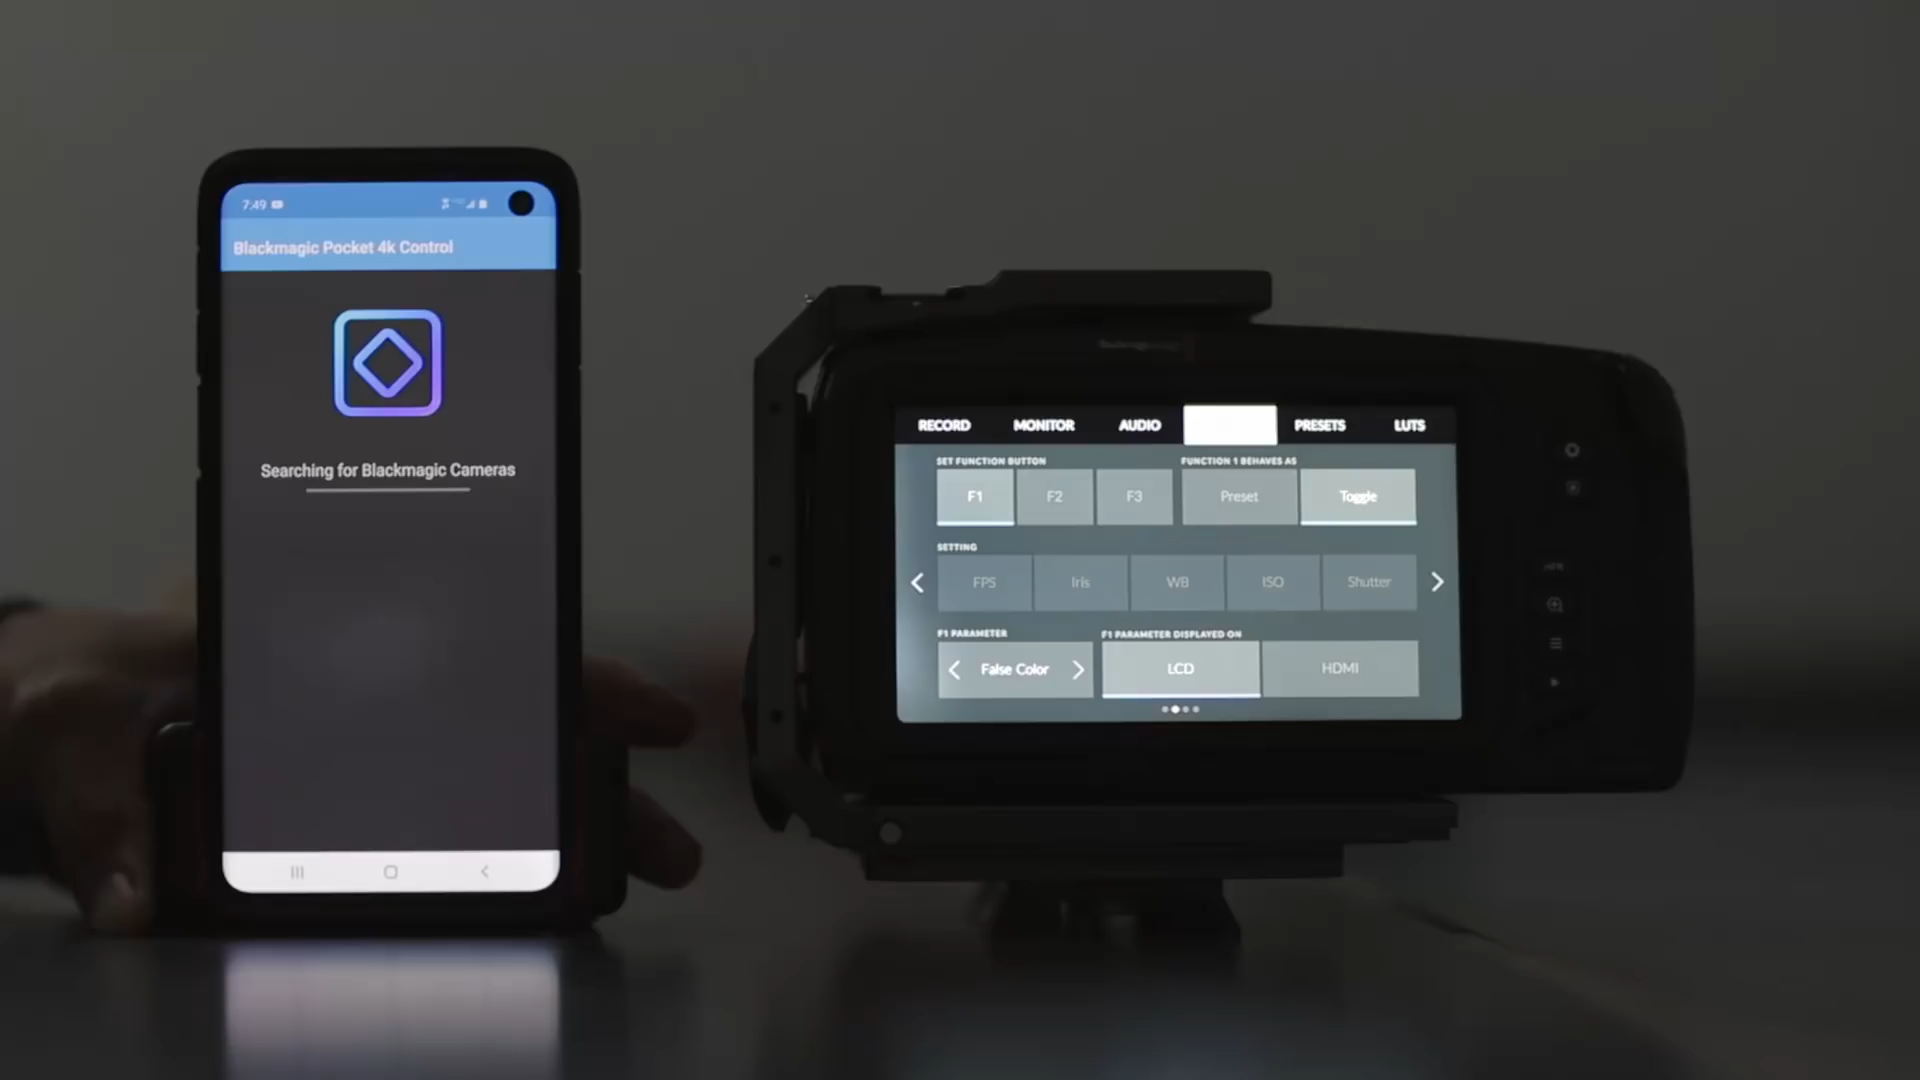 7:49
Blackmagic Pocket 4k Control
Searching for Blackmagic Cameras
RECORD MONITOR AUDIO PRESETS LUTS
SET FUNCTION BUTTON FUNCTION 1 BEHAVES AS
F1 F2 F3 Preset Toggle
SETTING
FPS Iris WB ISO Shutter
F1 PARAMETER F1 PARAMETER DISPLAYED ON
False Color LCD HDMI